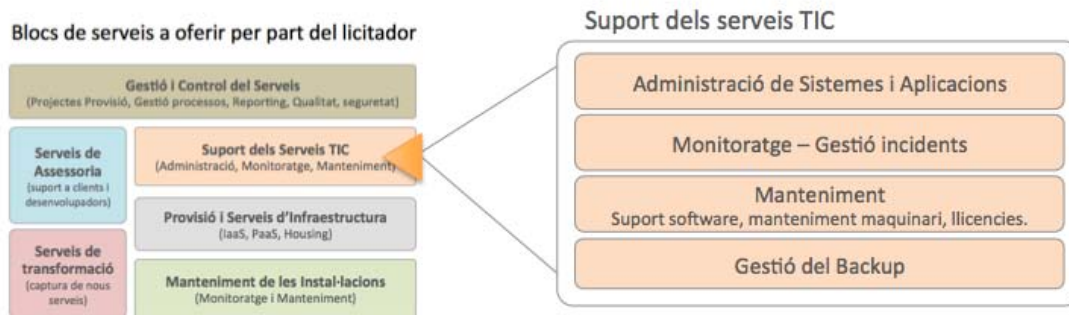 Blocs de serveis a oferir per part del licitador
Gestió i Control del Serveis
(Projectes Provisió, Gestió processos, Reporting, Qualitat, seguretat)
Serveis de
Assessoria
(suport a clients i
desenvolupadors)
Suport dels Serveis TIC
(Administració, Monitoratge, Manteniment)
Provisió i Serveis d'Infraestructura
(IaaS, PaaS, Housing)
Serveis de
transformació
(captura de nous
serveis)
Manteniment de les Instal·lacions
(Monitoratge i Manteniment)
Suport dels serveis TIC
Administració de Sistemes i Aplicacions
Monitoratge – Gestió incidents
Manteniment
Suport software, manteniment maquinari, llicencies.
Gestió del Backup